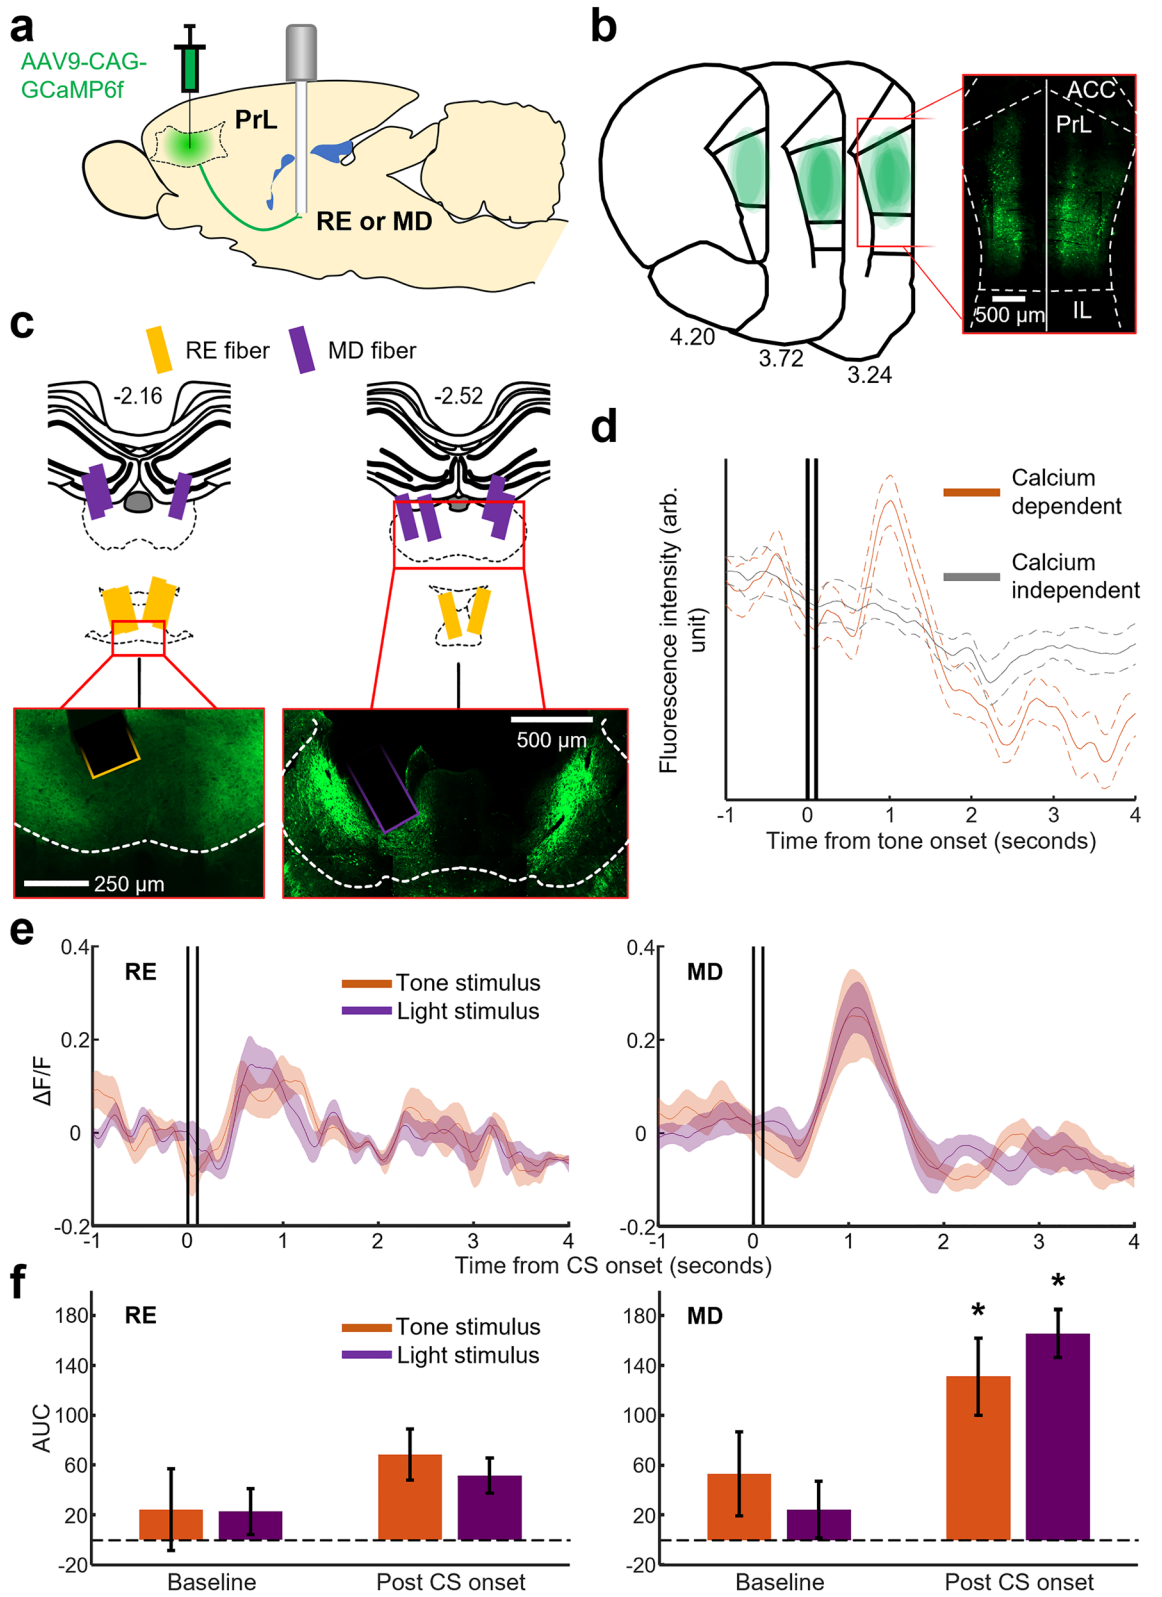 a
AAV9-CAG-
GCaMP6f
PrL
RE or MD
b
ACC
PrL
500 µm
IL
4.20
3.72
3.24
c
RE fiber
MD fiber
-2.16
-2.52
250 µm
500 µm
d
Fluorescence intensity (arb.
unit)
Calcium
dependent
Calcium
independent
-1 0 1 2 3 4
Time from tone onset (seconds)
e
RE
Tone stimulus
Light stimulus
ΔF/F
0.4
0.2
0
-0.2
-1 0 1 2 3 4
MD
0.4
0.2
0
-0.2
-1 0 1 2 3 4
Time from CS onset (seconds)
f
RE
Tone stimulus
Light stimulus
AUC
180
140
100
60
20
-20
Baseline Post CS onset
MD
* *
180
140
100
60
20
-20
Baseline Post CS onset